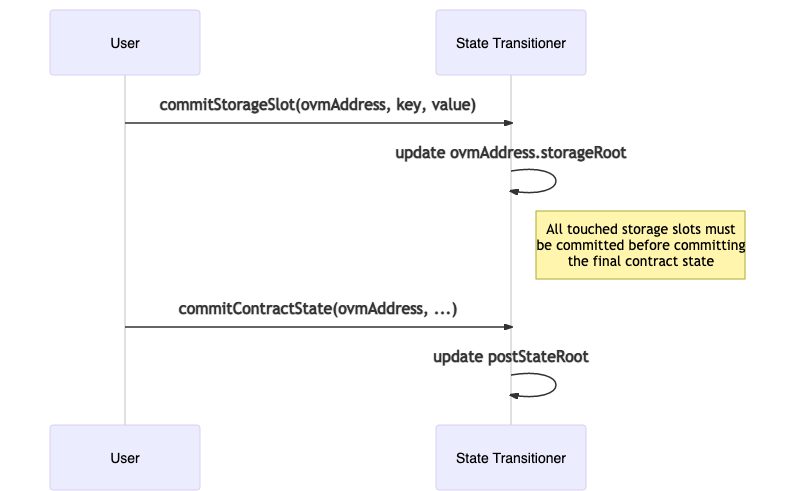 User
State Transitioner
commitStorageSlot(ovmAddress, key, value)
update ovmAddress.storageRoot
All touched storage slots must
be committed before committing
the final contract state
commitContractState(ovmAddress, ...)
update postStateRoot
User
State Transitioner